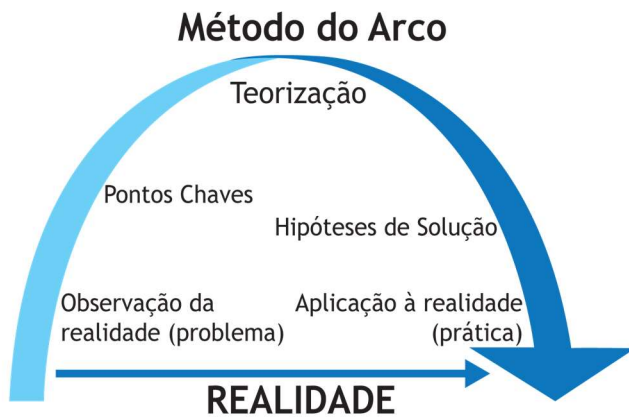 Método do Arco
Teorização
Pontos Chaves
Hipóteses de Solução
Observação da
realidade (problema)
Aplicação à realidade
(prática)
REALIDADE